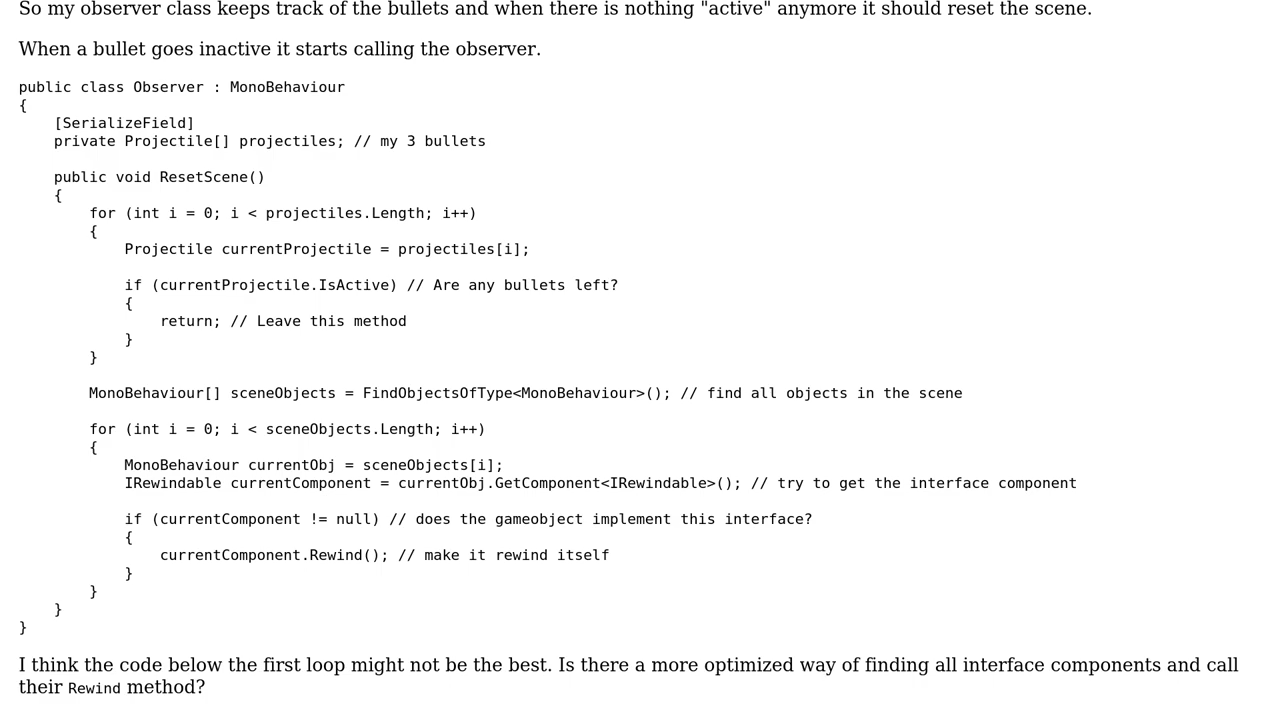 So my observer class keeps track of the bullets and when there is nothing "active" anymore it should reset the scene.
When a bullet goes inactive it starts calling the observer.
public class Observer : MonoBehaviour
{
    [SerializeField]
    private Projectile[] projectiles; // my 3 bullets

    public void ResetScene()
    {
        for (int i = 0; i < projectiles.Length; i++)
        {
            Projectile currentProjectile = projectiles[i];

            if (currentProjectile.IsActive) // Are any bullets left?
            {
                return; // Leave this method
            }
        }

        MonoBehaviour[] sceneObjects = FindObjectsOfType<MonoBehaviour>(); // find all objects in the scene

        for (int i = 0; i < sceneObjects.Length; i++)
        {
            MonoBehaviour currentObj = sceneObjects[i];
            IRewindable currentComponent = currentObj.GetComponent<IRewindable>(); // try to get the interface component

            if (currentComponent != null) // does the gameobject implement this interface?
            {
                currentComponent.Rewind(); // make it rewind itself
            }
        }
    }
}
I think the code below the first loop might not be the best. Is there a more optimized way of finding all interface components and call
their Rewind method?